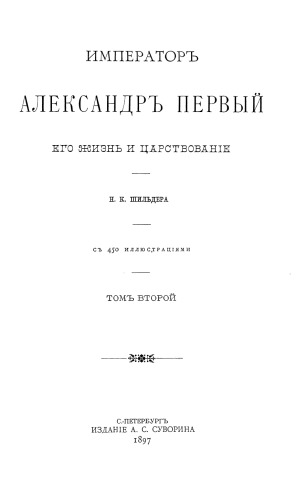 ИМПЕРАТОРЪ
АЛЕКСАНДРЪ ПЕРВЫЙ
ЕГО ЖИЗНЬ И ЦАРСТВОВАНІЕ
Н. К. ШИЛЬДЕРА
СЪ 450 ИЛЛЮСТРАЦІЯМИ
ТОМЪ ВТОРОЙ
С.-ПЕТЕРБУРГЪ
ИЗДАНІЕ А. С. СУВОРИНА
1897